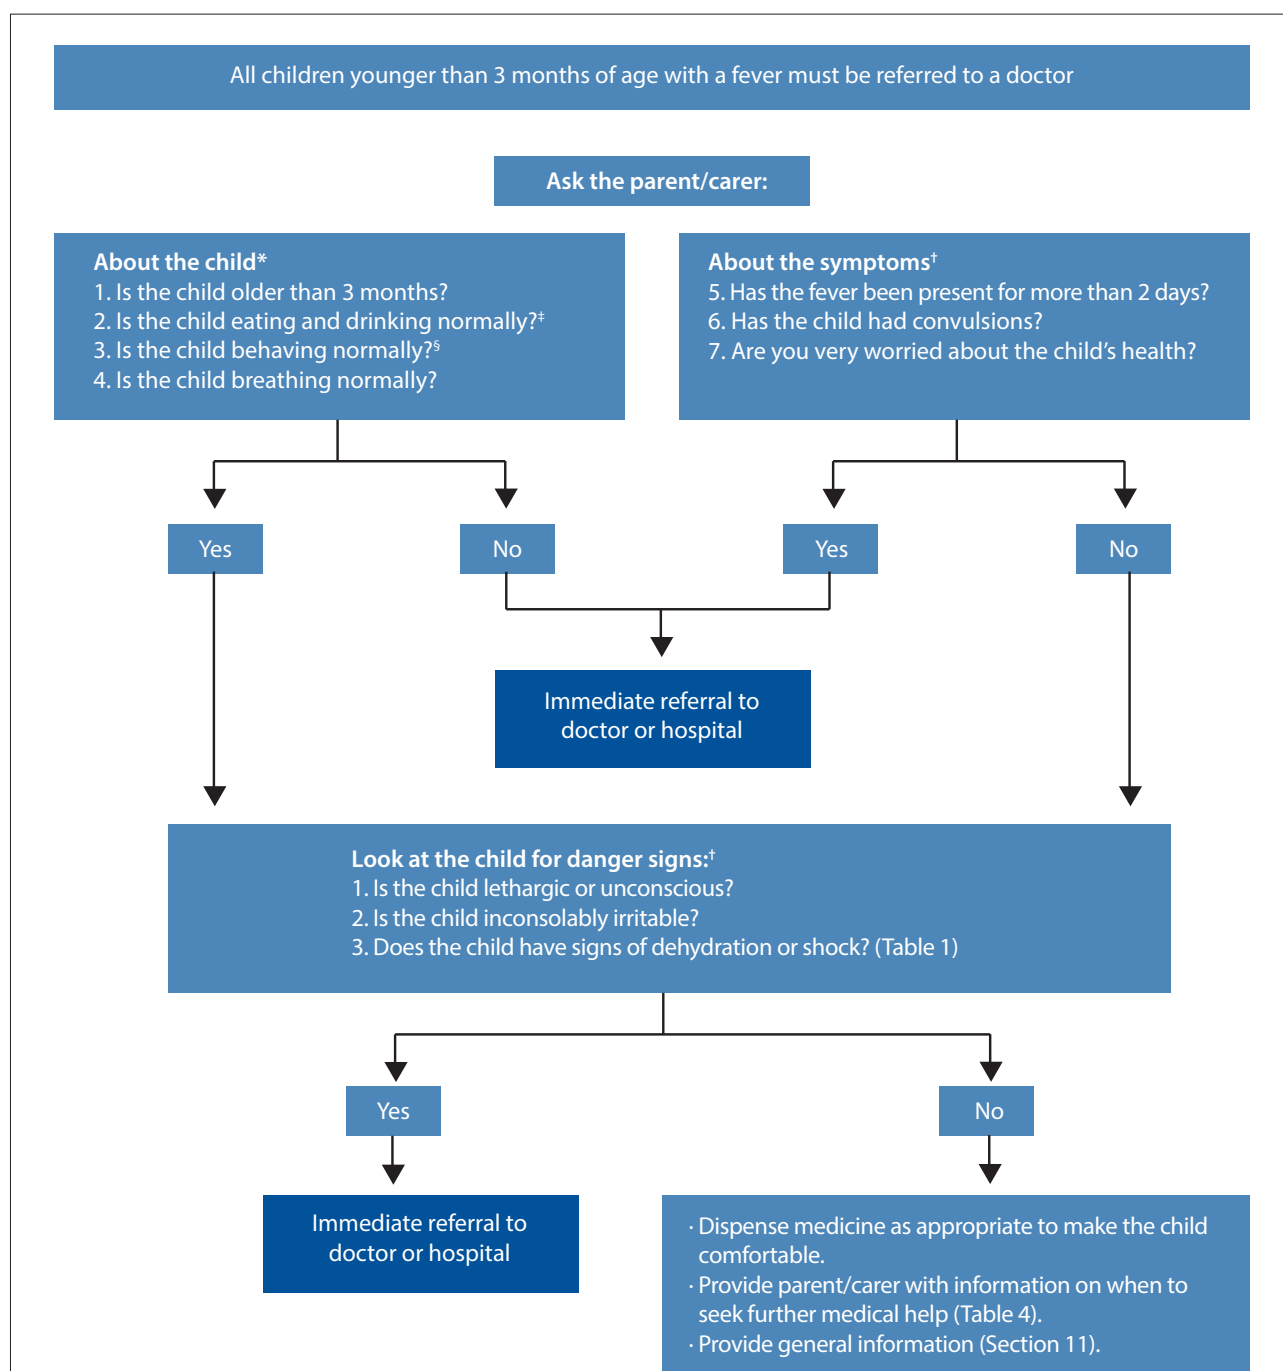 All children younger than 3 months of age with a fever must be referred to a doctor
Ask the parent/carer:
About the child*
1. Is the child older than 3 months?
2. Is the child eating and drinking normally?‡
3. Is the child behaving normally?§
4. Is the child breathing normally?
About the symptoms†
5. Has the fever been present for more than 2 days?
6. Has the child had convulsions?
7. Are you very worried about the child’s health?
Yes
No
Yes
No
Immediate referral to
doctor or hospital
Look at the child for danger signs:†
1. Is the child lethargic or unconscious?
2. Is the child inconsolably irritable?
3. Does the child have signs of dehydration or shock? (Table 1)
Yes
No
Immediate referral to
doctor or hospital
· Dispense medicine as appropriate to make the child
comfortable.
· Provide parent/carer with information on when to
seek further medical help (Table 4).
· Provide general information (Section 11).